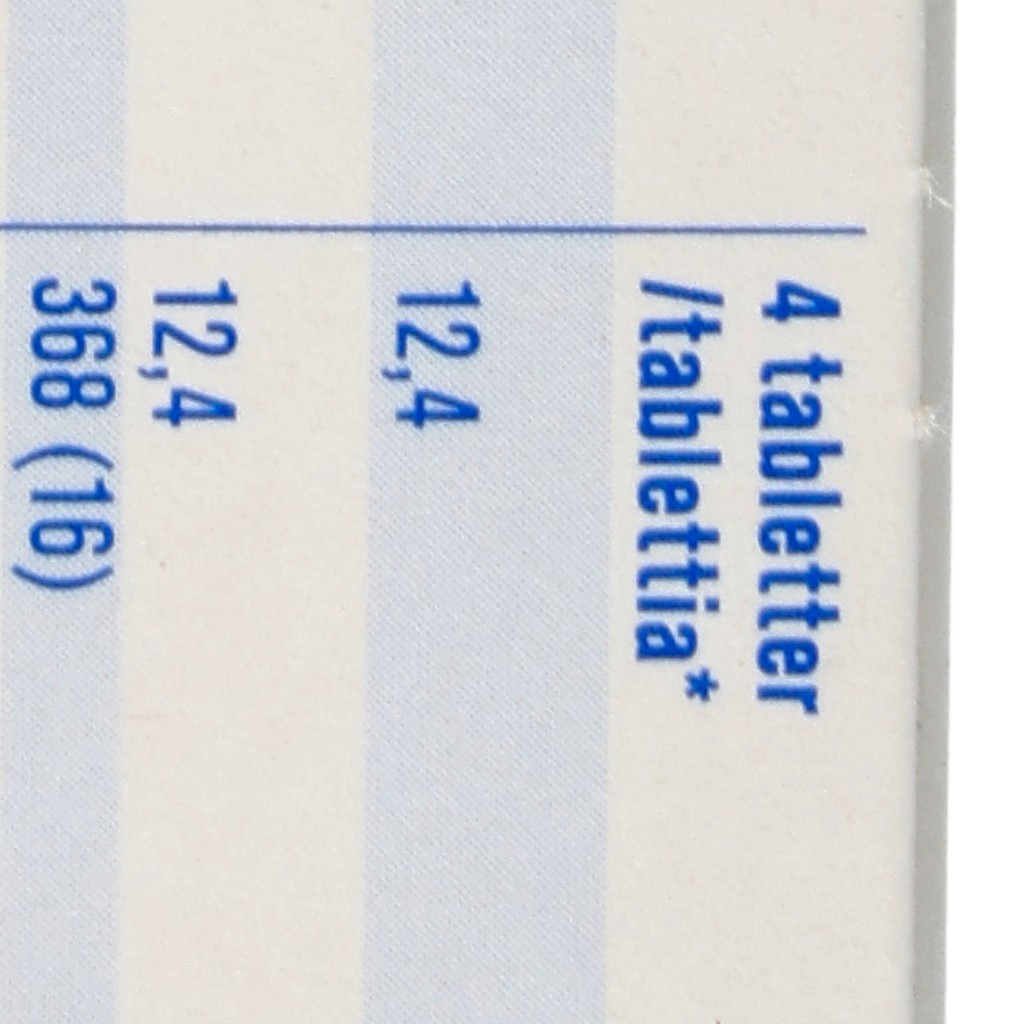 4 tabletter
/tablettia*
12,4
12,4
368 (16)